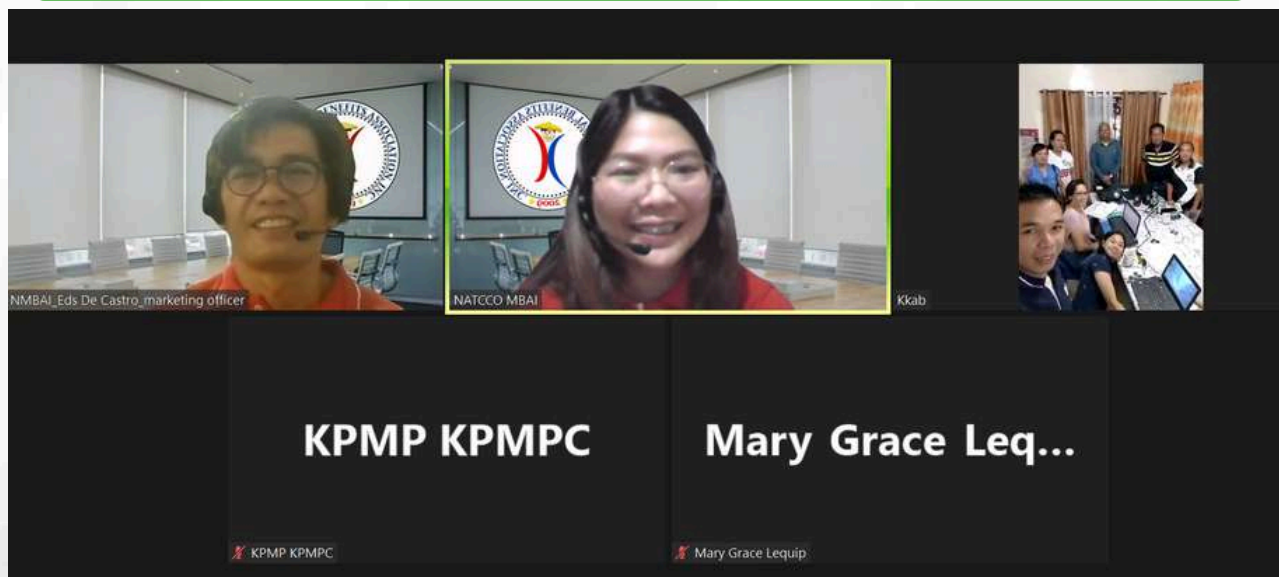 NMBAI_Eds De Castro_marketing officer
NATCCO MBAI
Kkab
KPMP KPMPC
Mary Grace Leq...
KPMP KPMPC
Mary Grace Lequip